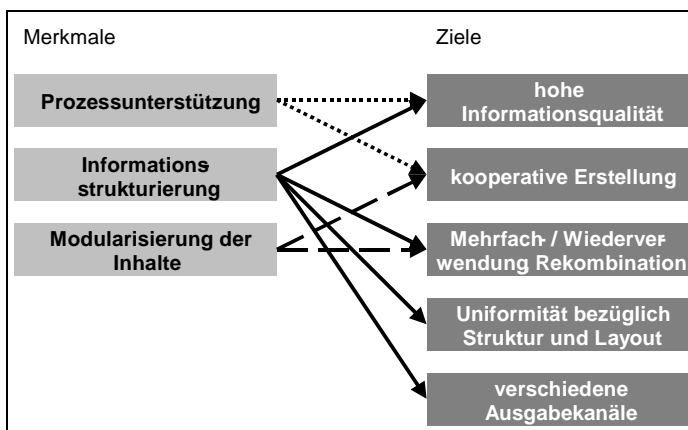 Merkmale
Ziele
Prozessunterstützung
hohe
Informationsqualität
Informations-
strukturierung
kooperative Erstellung
Modularisierung der
Inhalte
Mehrfach- / Wiederver-
wendung Rekombination
Uniformität bezüglich
Struktur und Layout
verschiedene
Ausgabekanäle